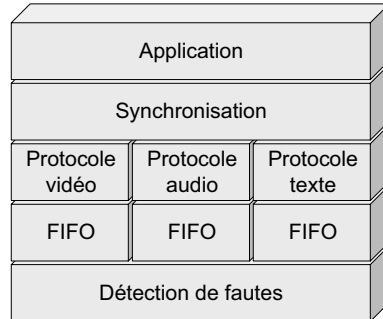 Application
Synchronisation
Protocole
vidéo
Protocole
audio
Protocole
texte
FIFO
FIFO
FIFO
Détection de fautes